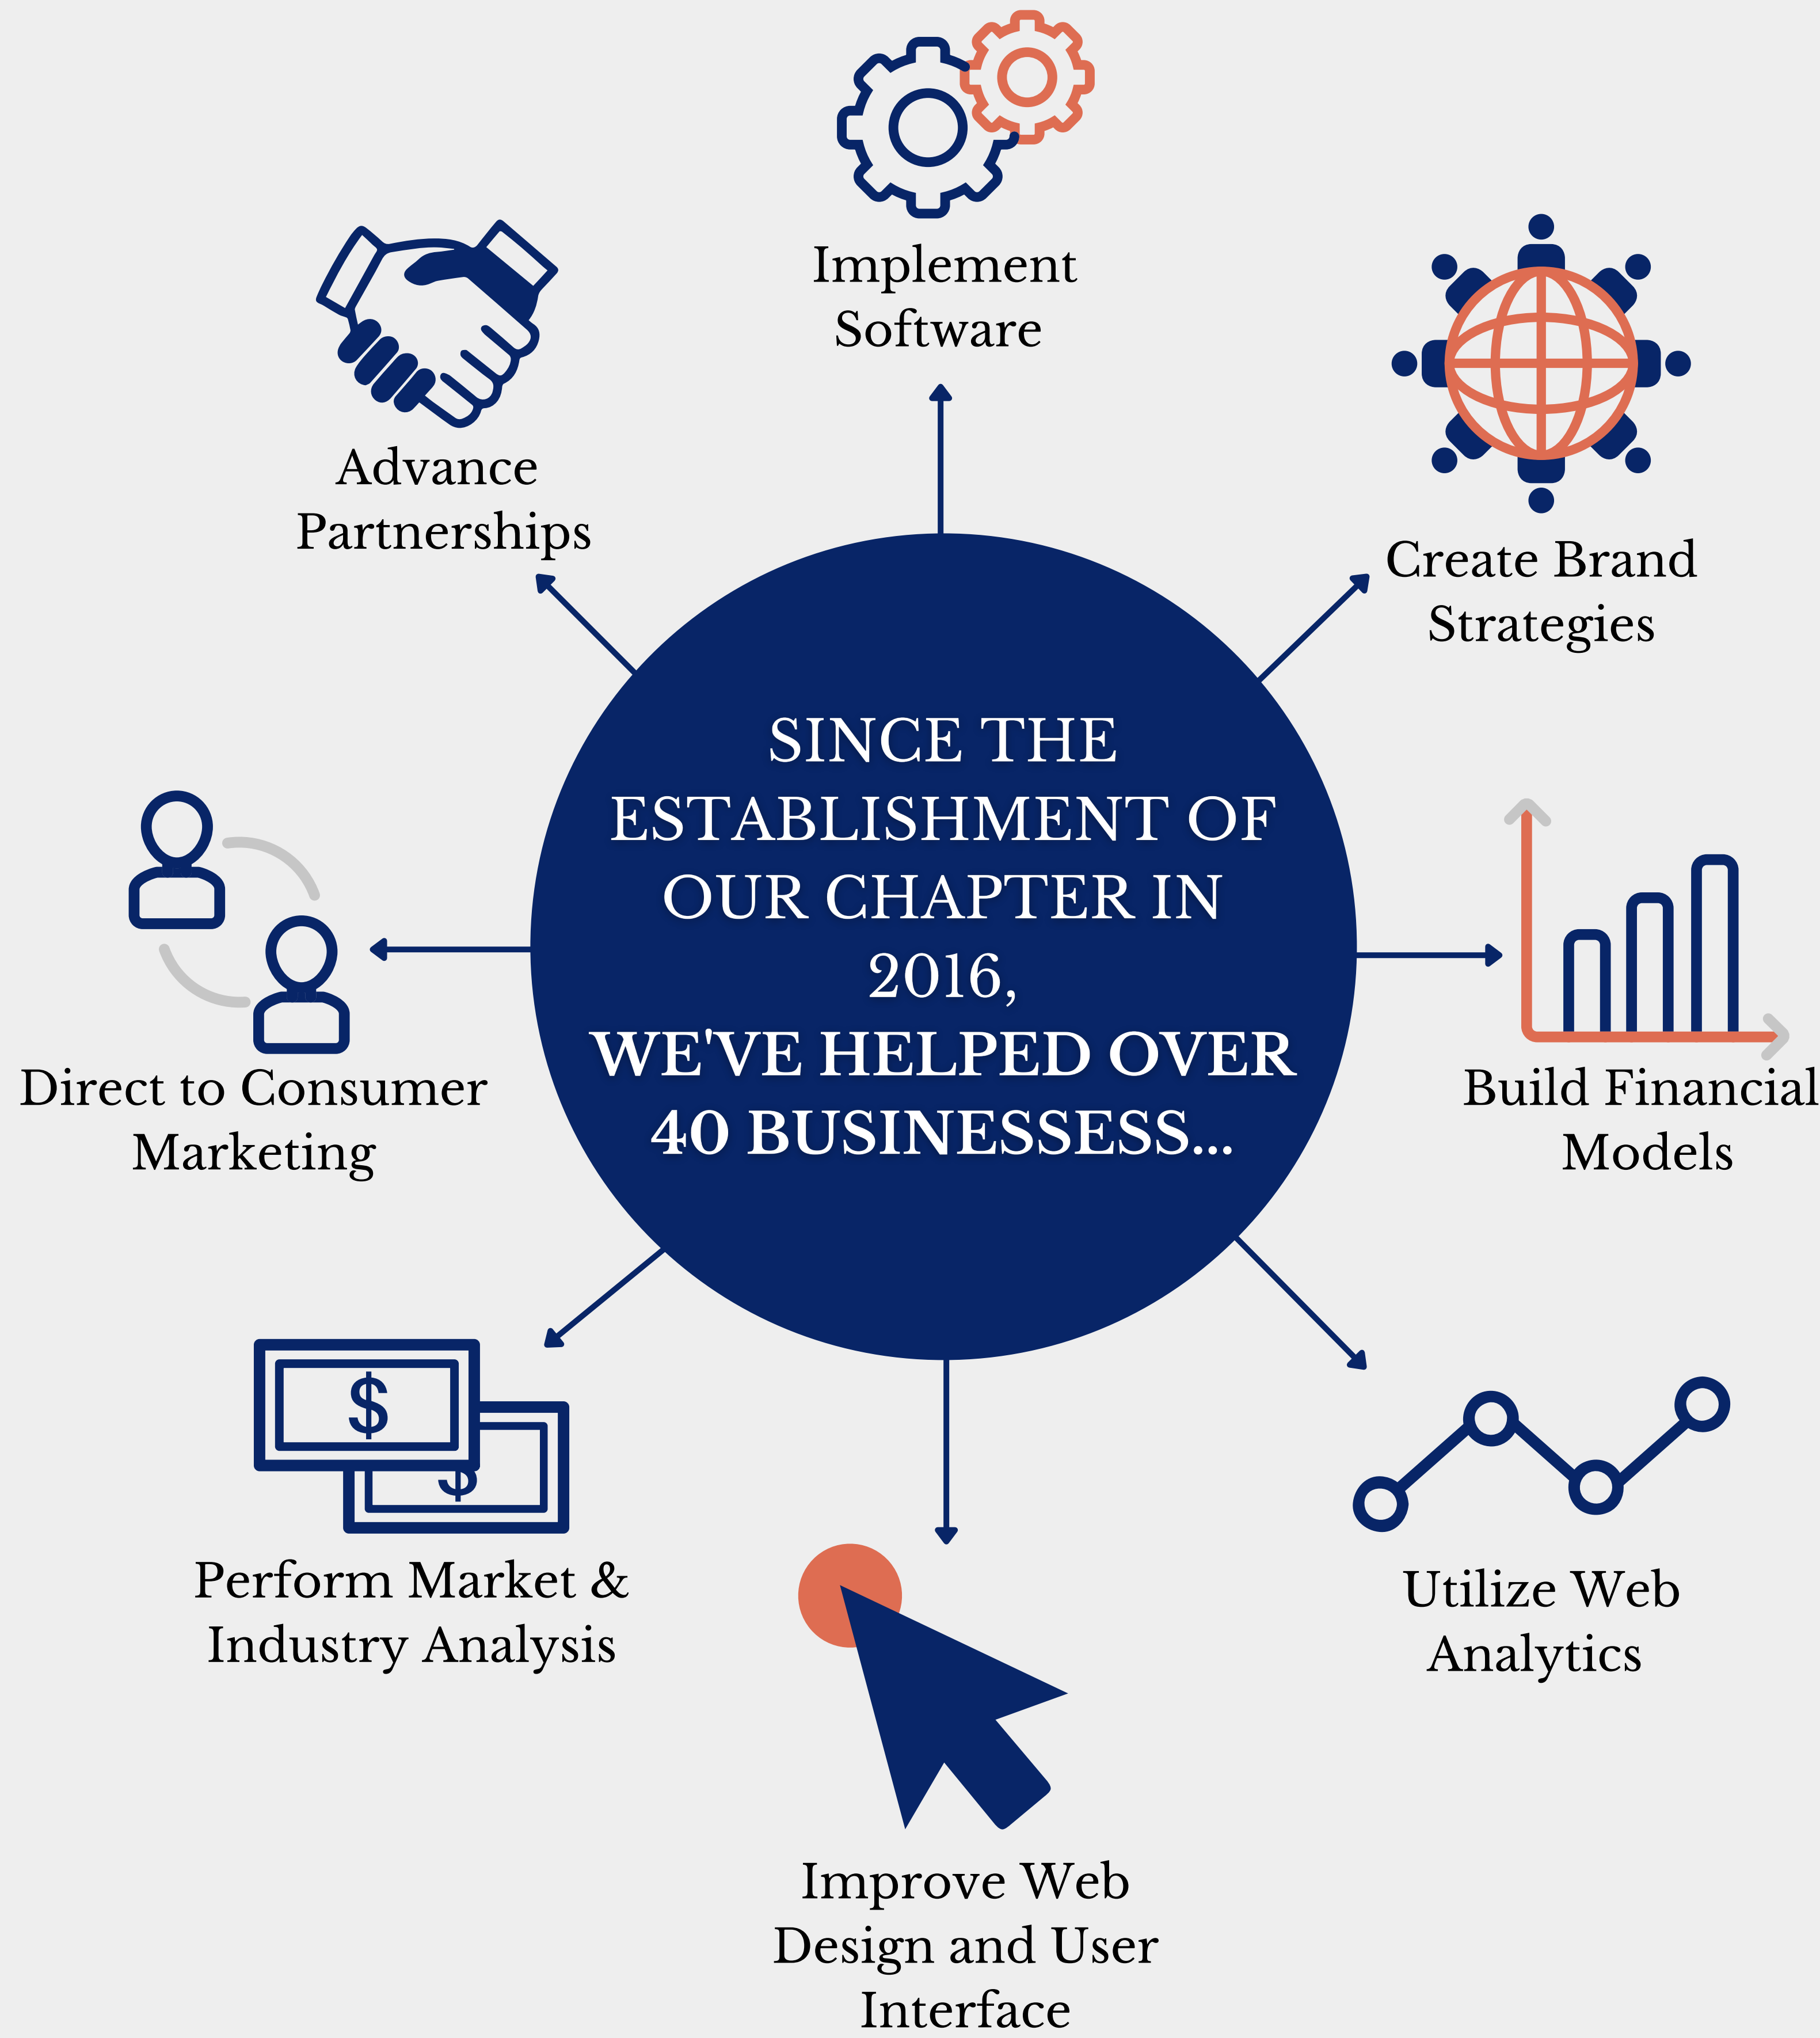 Implement
Software
Advance
Partnerships
Create Brand
Strategies
SINCE THE
ESTABLISHMENT OF
OUR CHAPTER IN
2016,
WE'VE HELPED OVER
40 BUSINESSESS...
Direct to Consumer
Marketing
Build Financial
Models
$
$
Perform Market &
Industry Analysis
Utilize Web
Analytics
Improve Web
Design and User
Interface